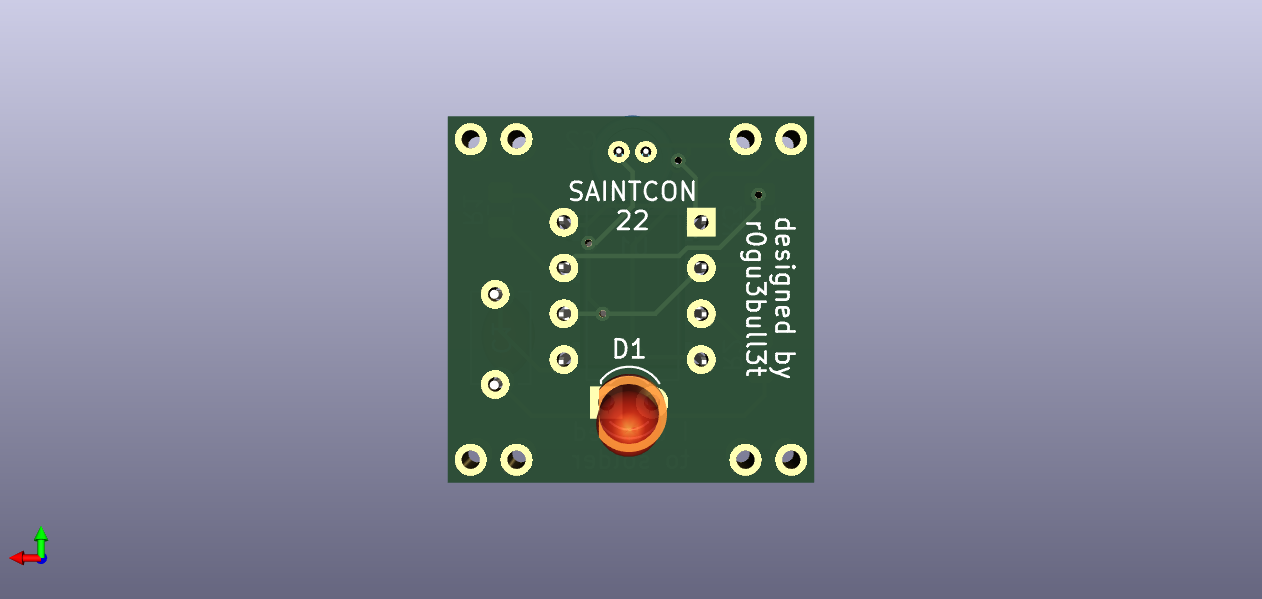 SAINTCON
22
designed by
r0gu3bull3t
D1